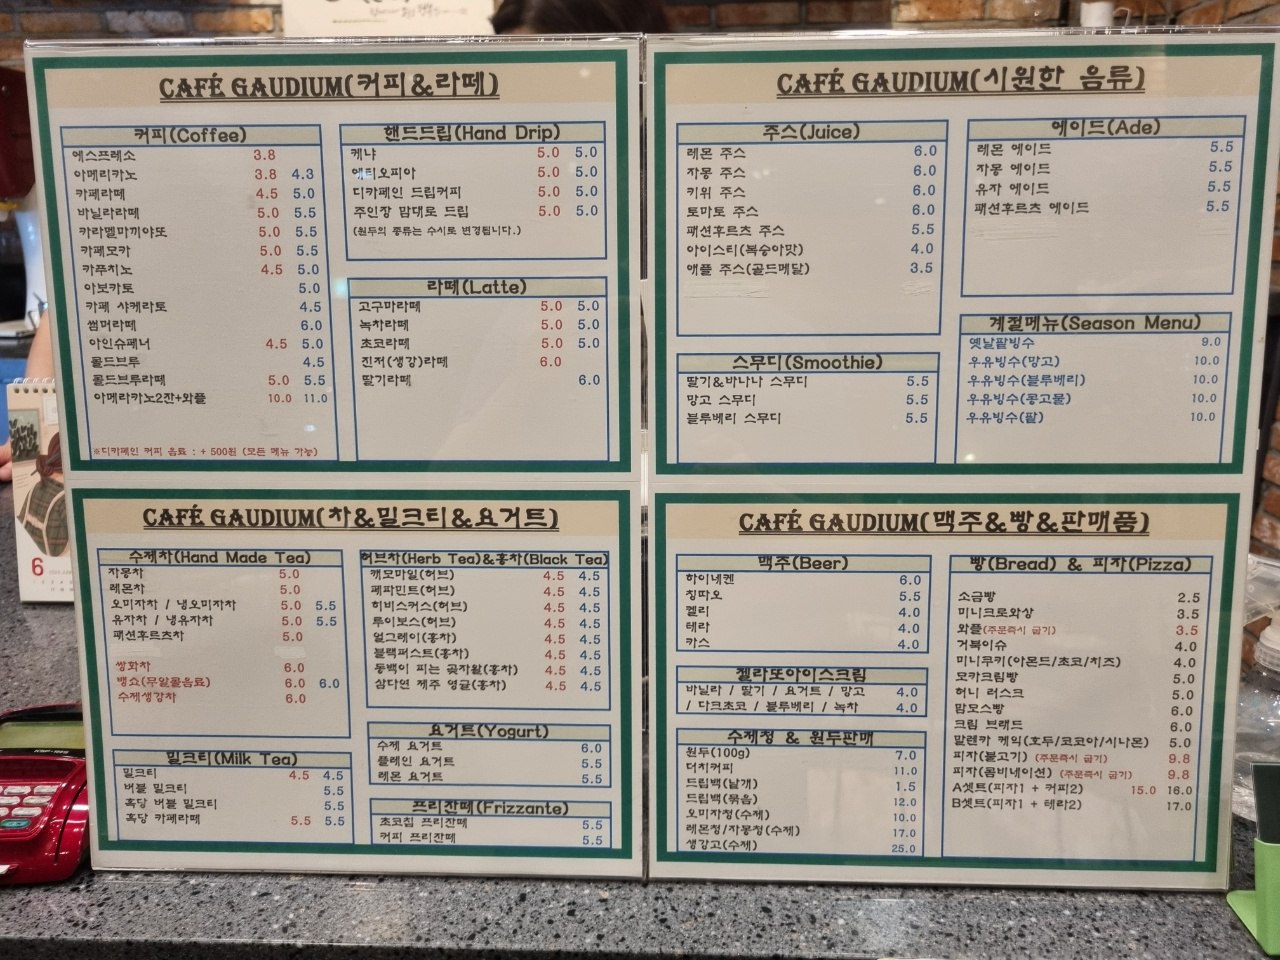 CAFÉ GAUDIUM(커피&라떼)
커피(Coffee)
에스프레소 3.8
아메리카노 3.8 4.3
카페라떼 4.5 5.0
바닐라라떼 5.0 5.5
카라멜마끼야또 5.0 5.5
카페모카 5.0 5.5
카푸치노 4.5 5.0
아보카토 5.0
카페 샤케라토 4.5
썸머라떼 6.0
아인슈페너 4.5 5.0
콜드브루 4.5
콜드브루라떼 5.0 5.5
아메리카노2잔+와플 10.0 11.0
※디카페인 커피 음료 : + 500원 (모든 메뉴 가능)
핸드드립(Hand Drip)
케냐 5.0 5.0
에티오피아 5.0 5.0
디카페인 드립커피 5.0 5.0
주인장 맘대로 드립 5.0 5.0
(원두의 종류는 수시로 변경됩니다.)
라떼(Latte)
고구마라떼 5.0 5.0
녹차라떼 5.0 5.0
초코라떼 5.0 5.0
진저(생강)라떼 6.0
딸기라떼 6.0
CAFÉ GAUDIUM(시원한 음류)
주스(Juice)
레몬 주스 6.0
자몽 주스 6.0
키위 주스 6.0
토마토 주스 6.0
패션후르츠 주스 5.5
아이스티(복숭아맛) 4.0
애플 주스(골드메달) 3.5
스무디(Smoothie)
딸기&바나나 스무디 5.5
망고 스무디 5.5
블루베리 스무디 5.5
에이드(Ade)
레몬 에이드 5.5
자몽 에이드 5.5
유자 에이드 5.5
패션후르츠 에이드 5.5
계절메뉴(Season Menu)
옛날팥빙수 9.0
우유빙수(망고) 10.0
우유빙수(블루베리) 10.0
우유빙수(콩고물) 10.0
우유빙수(팥) 10.0
CAFÉ GAUDIUM(차&밀크티&요거트)
수제차(Hand Made Tea)
자몽차 5.0
레몬차 5.0
오미자차 / 냉오미자차 5.0 5.5
유자차 / 냉유자차 5.0 5.5
패션후르츠차 5.0
쌍화차 6.0
뱅쇼(무알콜음료) 6.0 6.0
수제생강차 6.0
밀크티(Milk Tea)
밀크티 4.5 4.5
버블 밀크티 5.5
흑당 버블 밀크티 5.5
흑당 카페라떼 5.5 5.5
허브차(Herb Tea)&홍차(Black Tea)
캐모마일(허브) 4.5 4.5
페파민트(허브) 4.5 4.5
히비스커스(허브) 4.5 4.5
루이보스(허브) 4.5 4.5
얼그레이(홍차) 4.5 4.5
블랙퍼스트(홍차) 4.5 4.5
동백이 피는 곶자왈(홍차) 4.5 4.5
삼다연 제주 영귤(홍차) 4.5 4.5
요거트(Yogurt)
수제 요거트 6.0
플레인 요거트 5.5
레몬 요거트 5.5
프리잔떼(Frizzante)
초코칩 프리잔떼 5.5
커피 프리잔떼 5.5
CAFÉ GAUDIUM(맥주&빵&판매품)
맥주(Beer)
하이네켄 6.0
칭따오 5.5
켈리 4.0
테라 4.0
카스 4.0
젤라또아이스크림
바닐라 / 딸기 / 요거트 / 망고 4.0
/ 다크초코 / 블루베리 / 녹차 4.0
수제청 & 원두판매
원두(100g) 7.0
더치커피 11.0
드립백(낱개) 1.5
드립백(묶음) 12.0
오미자청(수제) 10.0
레몬청/자몽청(수제) 17.0
생강고(수제) 25.0
빵(Bread) & 피자(Pizza)
소금빵 2.5
미니크로와상 3.5
와플(주문즉시 굽기) 3.5
거북이슈 4.0
미니쿠키(아몬드/초코/치즈) 4.0
모카크림빵 5.0
허니 러스크 5.0
맘모스빵 6.0
크림 브래드 6.0
말렌카 케익(호두/코코아/시나몬) 5.0
피자(불고기) (주문즉시 굽기) 9.8
피자(콤비네이션) (주문즉시 굽기) 9.8
A셋트(피자1 + 커피2) 15.0 16.0
B셋트(피자1 + 테라2) 17.0
6